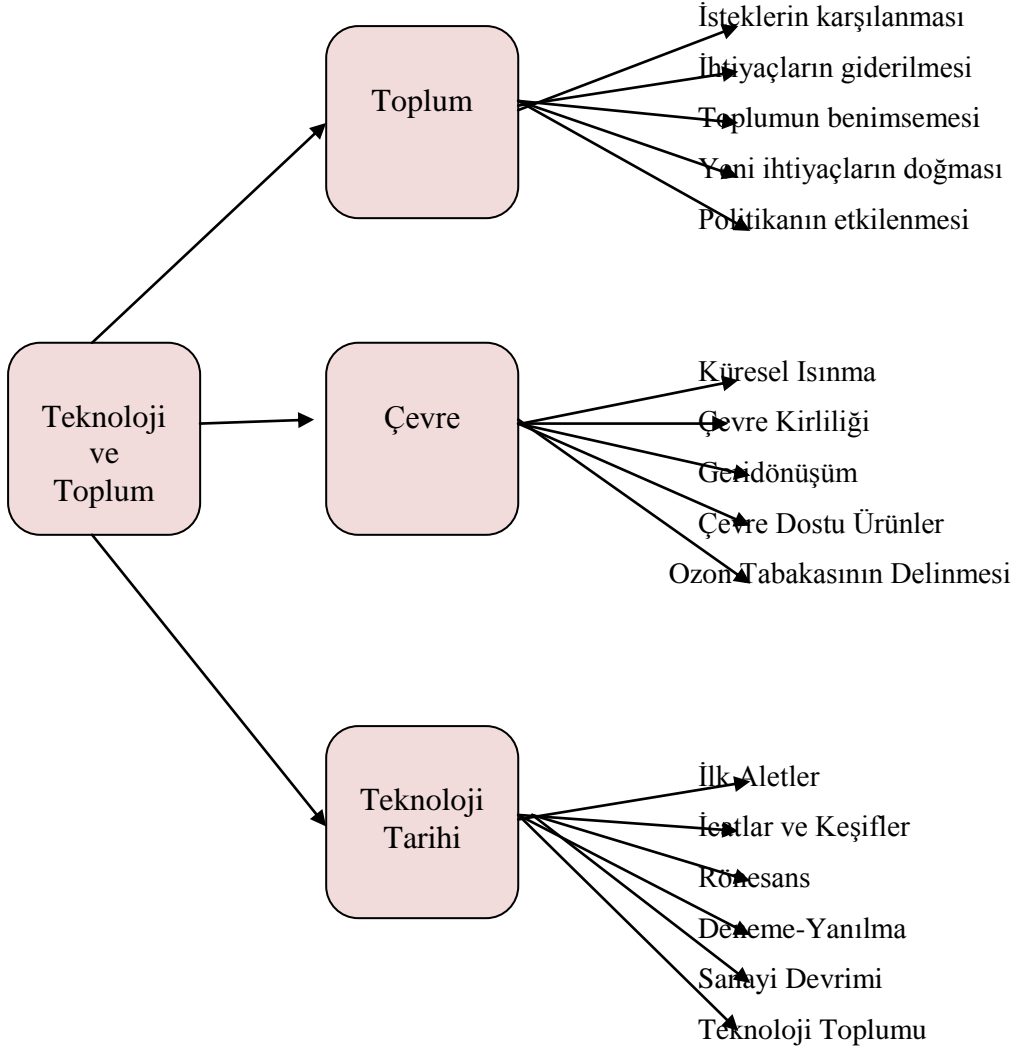 Toplum
İsteklerin karşılanması
İhtiyaçların giderilmesi
Toplumun benimsemesi
Yeni ihtiyaçların doğması
Politikanın etkilenmesi
Teknoloji
ve
Toplum
Çevre
Küresel Isınma
Çevre Kirliliği
Geridönüşüm
Çevre Dostu Ürünler
Ozon Tabakasının Delinmesi
Teknoloji
Tarihi
İlk Aletler
İcatlar ve Keşifler
Rönesans
Deneme-Yanılma
Sanayi Devrimi
Teknoloji Toplumu